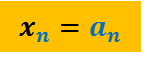 xₙ = aₙ